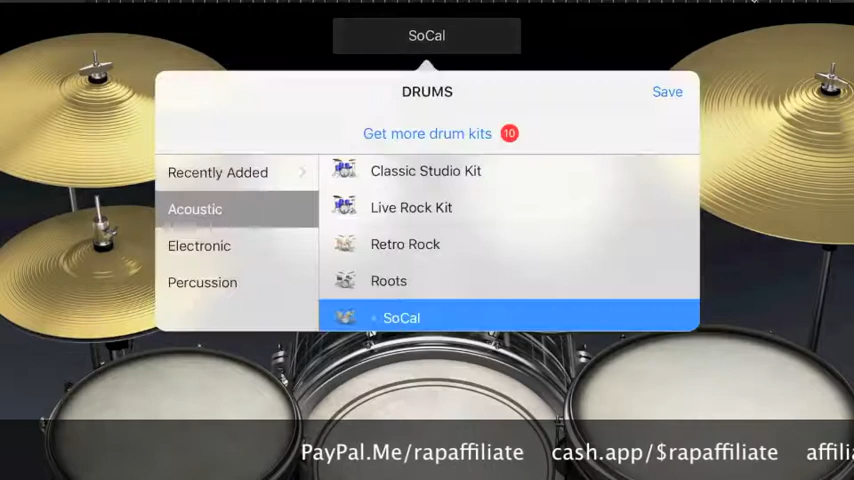 SoCal
DRUMS
Save
Get more drum kits 10
Recently Added
Acoustic
Electronic
Percussion
Classic Studio Kit
Live Rock Kit
Retro Rock
Roots
SoCal
PayPal.Me/rapaffiliate cash.app/$rapaffiliate affilia